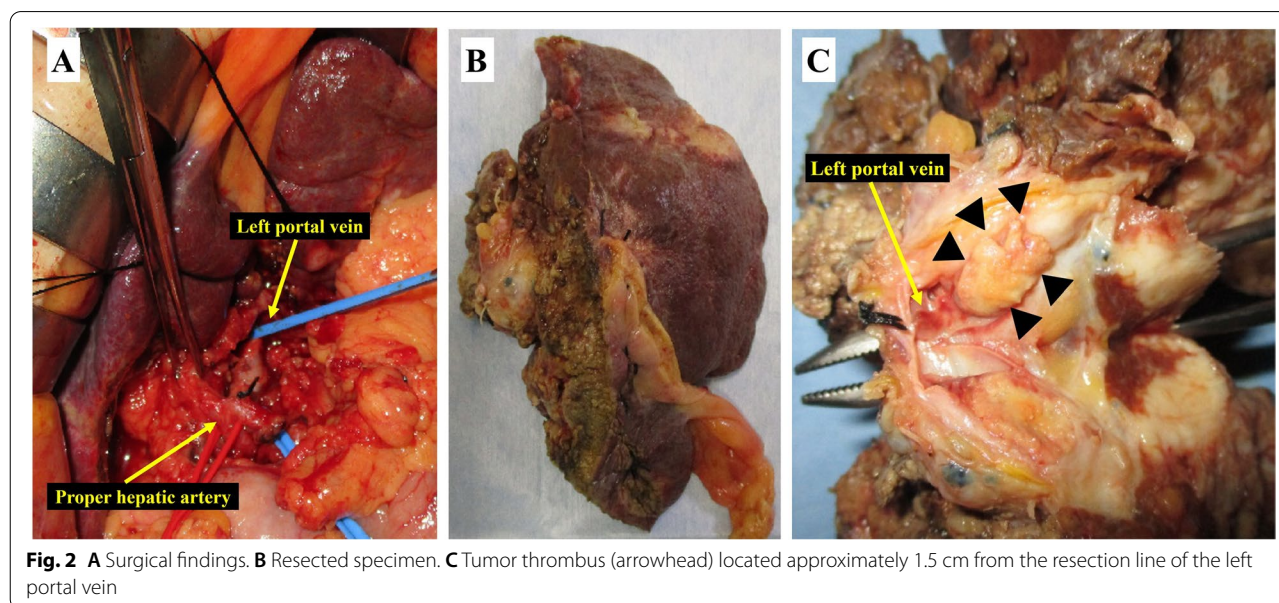 A
B
C
Left portal vein
Left portal vein
Proper hepatic artery
Fig. 2 A Surgical findings. B Resected specimen. C Tumor thrombus (arrowhead) located approximately 1.5 cm from the resection line of the left
portal vein